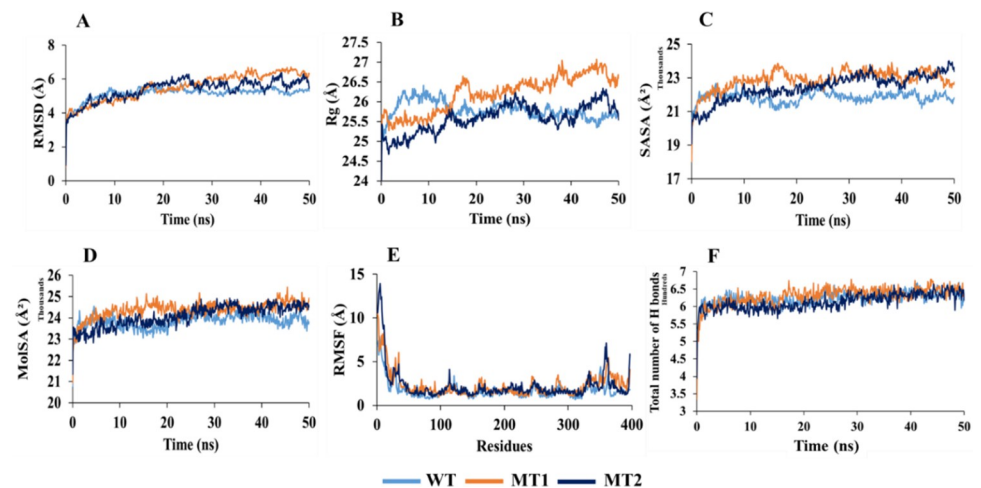 A
RMSD (Å)
8
6
4
2
0
0 10 20 30 40 50
Time (ns)
B
Rg (Å)
27.5
27
26.5
26
25.5
25
24.5
24
0 10 20 30 40 50
Time (ns)
C
SASA (Å²)
Thousands
25
23
21
19
17
0 10 20 30 40 50
Time (ns)
D
MolSA (Å²)
Thousands
26
25
24
23
22
21
20
0 10 20 30 40 50
Time (ns)
E
RMSF (Å)
15
10
5
0
0 100 200 300 400
Residues
F
Total number of H bonds
Hundreds
7
6.5
6
5.5
5
4.5
4
3.5
3
0 10 20 30 40 50
Time (ns)
WT MT1 MT2